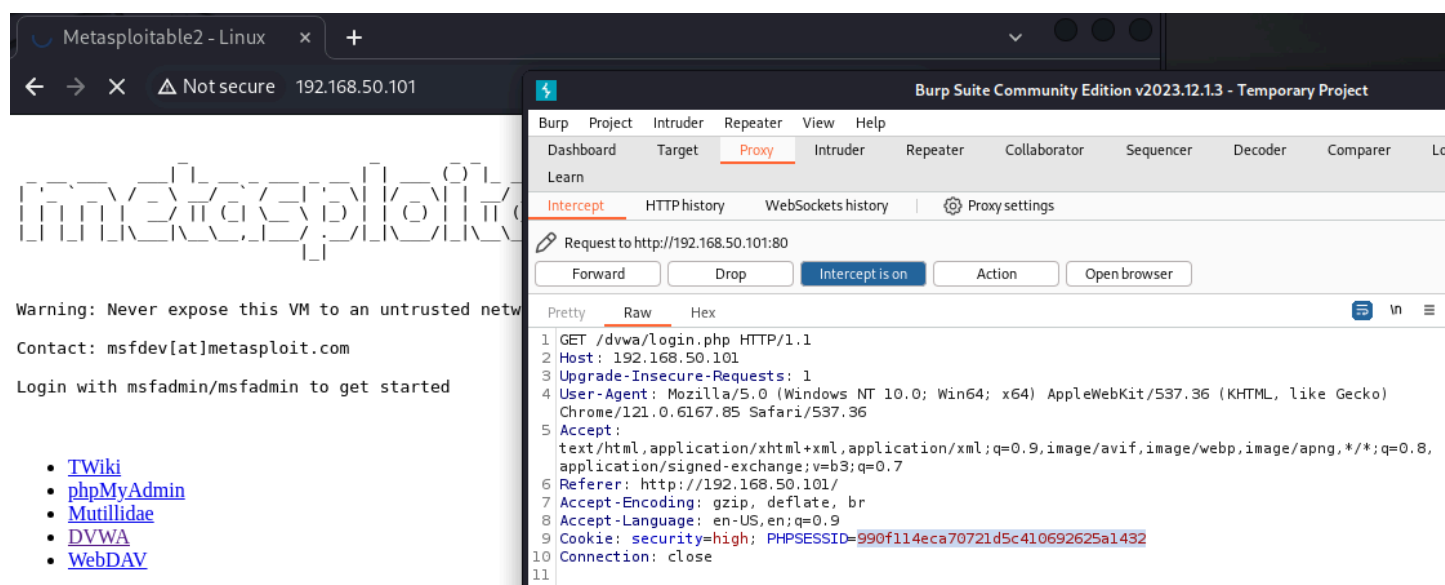 Metasploitable2 - Linux
Not secure 192.168.50.101
Warning: Never expose this VM to an untrusted netw
Contact: msfdev[at]metasploit.com
Login with msfadmin/msfadmin to get started
TWiki
phpMyAdmin
Mutillidae
DVWA
WebDAV
Burp Suite Community Edition v2023.12.1.3 - Temporary Project
Burp Project Intruder Repeater View Help
Dashboard Target Proxy Intruder Repeater Collaborator Sequencer Decoder Comparer Lo
Learn
Intercept HTTP history WebSockets history Proxy settings
Request to http://192.168.50.101:80
Forward Drop Intercept is on Action Open browser
Pretty Raw Hex \n
1 GET /dvwa/login.php HTTP/1.1
2 Host: 192.168.50.101
3 Upgrade-Insecure-Requests: 1
4 User-Agent: Mozilla/5.0 (Windows NT 10.0; Win64; x64) AppleWebKit/537.36 (KHTML, like Gecko)
Chrome/121.0.6167.85 Safari/537.36
5 Accept:
text/html,application/xhtml+xml,application/xml;q=0.9,image/avif,image/webp,image/apng,*/*;q=0.8,
application/signed-exchange;v=b3;q=0.7
6 Referer: http://192.168.50.101/
7 Accept-Encoding: gzip, deflate, br
8 Accept-Language: en-US,en;q=0.9
9 Cookie: security=high; PHPSESSID=990f114eca70721d5c410692625a1432
10 Connection: close
11